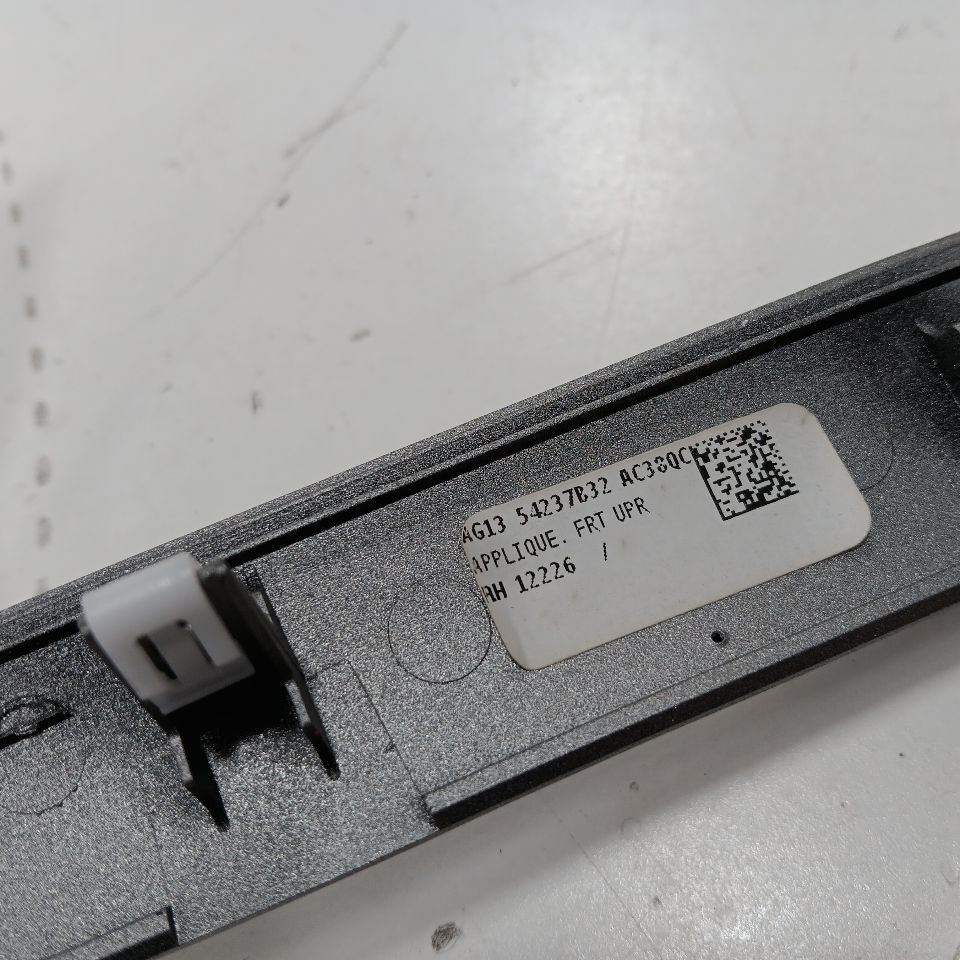 AG13 54237B32 AC38QC
APPLIQUE. FRT UPR
AH 12226 /